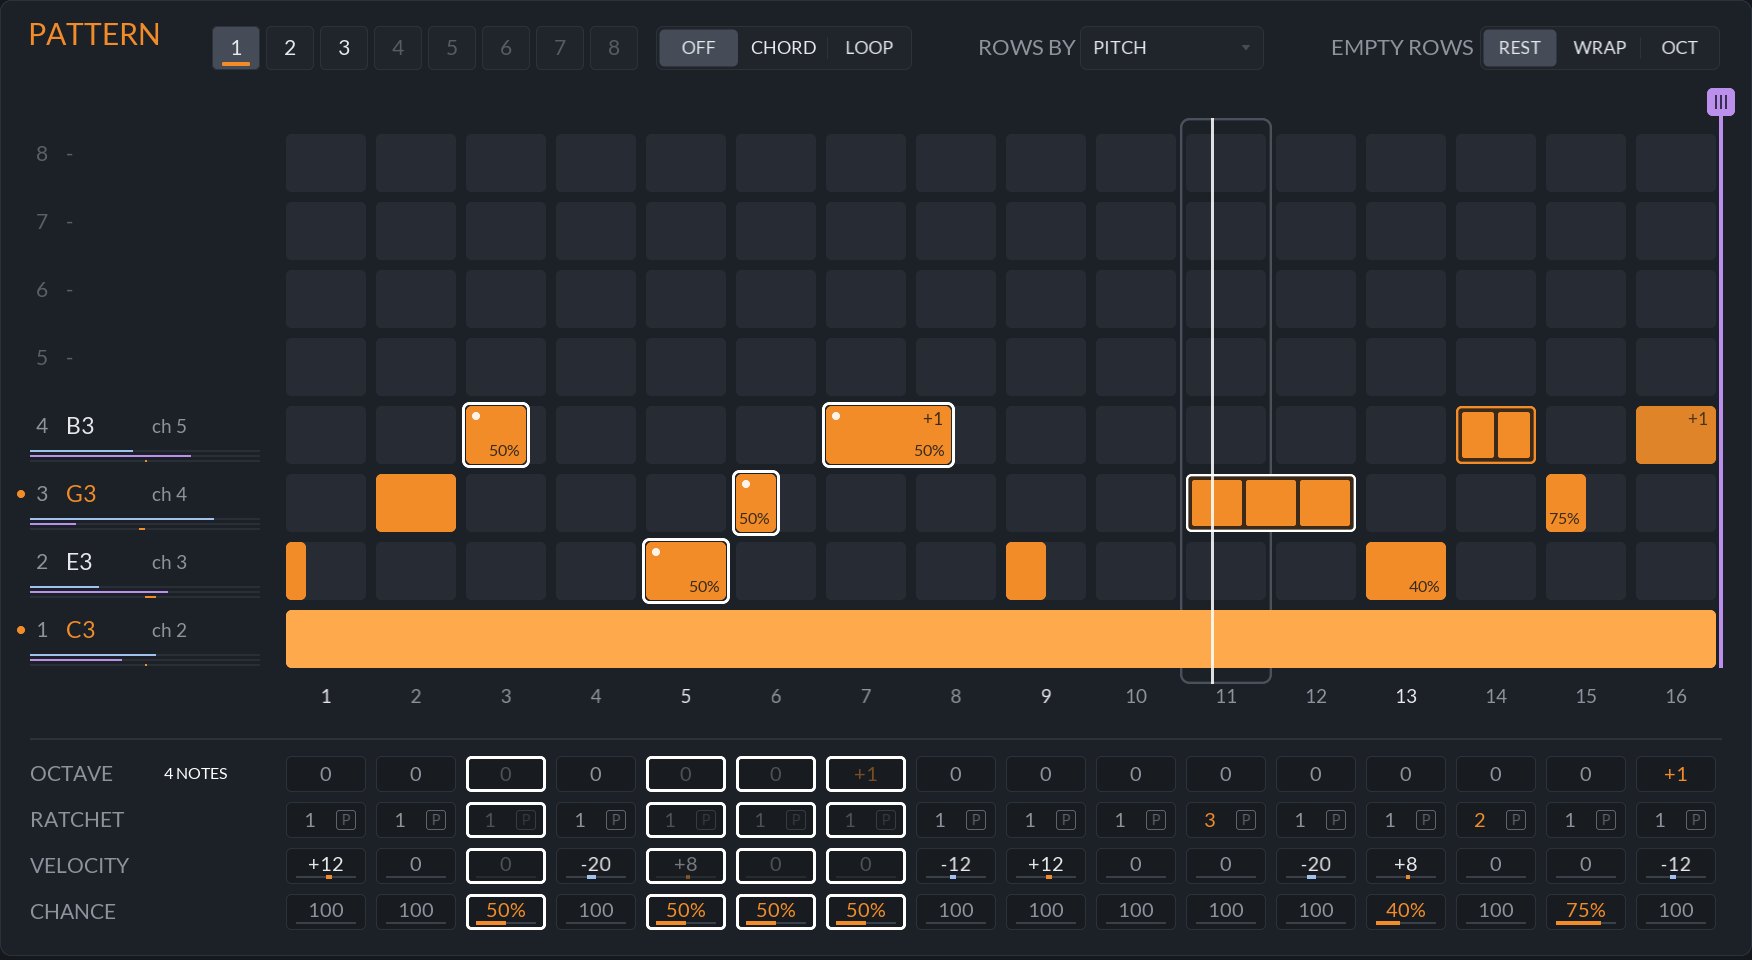 PATTERN 1 2 3 4 5 6 7 8 OFF CHORD LOOP ROWS BY PITCH EMPTY ROWS REST WRAP OCT
8 -
7 -
6 -
5 -
4 B3 ch 5 50% +1 50% +1
3 G3 ch 4 50% 75%
2 E3 ch 3 50% 40%
1 C3 ch 2
1 2 3 4 5 6 7 8 9 10 11 12 13 14 15 16
OCTAVE 4 NOTES 0 0 0 0 0 0 +1 0 0 0 0 0 0 0 0 +1
RATCHET 1 P 1 P 1 P 1 P 1 P 1 P 1 P 1 P 1 P 1 P 3 P 1 P 1 P 2 P 1 P 1 P
VELOCITY +12 0 0 -20 +8 0 0 -12 +12 0 0 -20 +8 0 0 -12
CHANCE 100 100 50% 100 50% 50% 50% 100 100 100 100 100 40% 100 75% 100